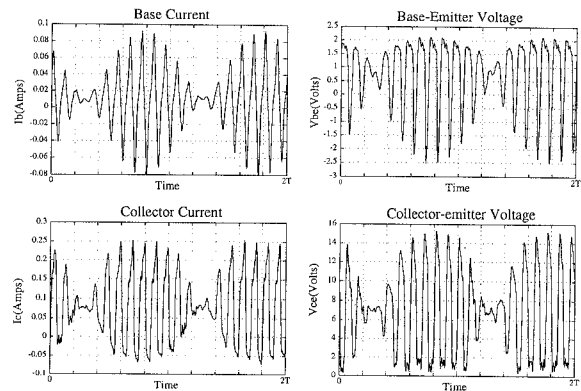 Base Current
0.1
0.08
0.06
0.04
0.02
0
-0.02
-0.04
-0.06
-0.08
Ib(Amps)
0
Time
2T
Base-Emitter Voltage
2.5
2
1.5
1
0.5
0
-0.5
-1
-1.5
-2
-2.5
-3
Vbe(Volts)
0
Time
2T
Collector Current
0.3
0.25
0.2
0.15
0.1
0.05
0
-0.05
-0.1
Ic(Amps)
0
Time
2T
Collector-emitter Voltage
16
14
12
10
8
6
4
2
0
Vce(Volts)
0
Time
2T